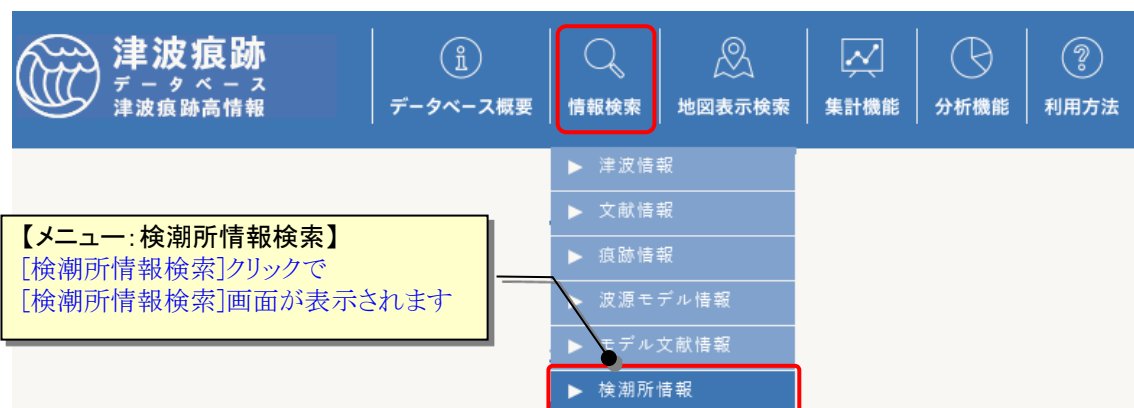 津波痕跡
データベース
津波痕跡高情報
データベース概要
情報検索
地図表示検索
集計機能
分析機能
利用方法
▶ 津波情報
▶ 文献情報
▶ 痕跡情報
▶ 波源モデル情報
▶ モデル文献情報
▶ 検潮所情報
【メニュー：検潮所情報検索】
[検潮所情報検索]クリックで
[検潮所情報検索]画面が表示されます